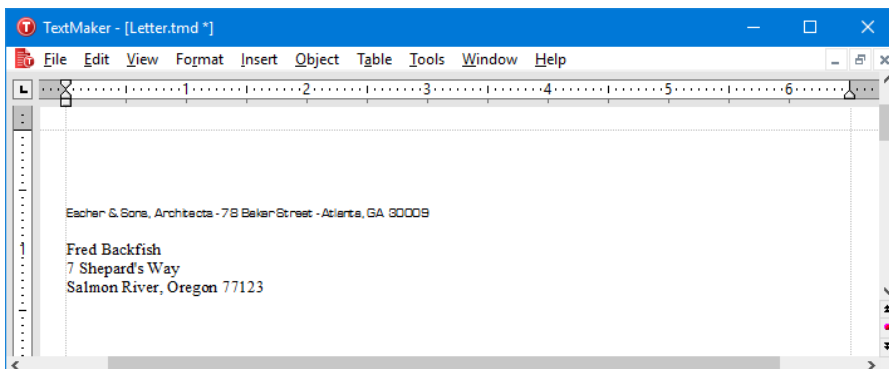 TextMaker - [Letter.tmd *]
File Edit View Format Insert Object Table Tools Window Help
L 1 2 3 4 5 6
Escher & Sons, Architects - 78 Baker Street - Atlanta, GA 30009
1
Fred Backfish
7 Shepard's Way
Salmon River, Oregon 77123